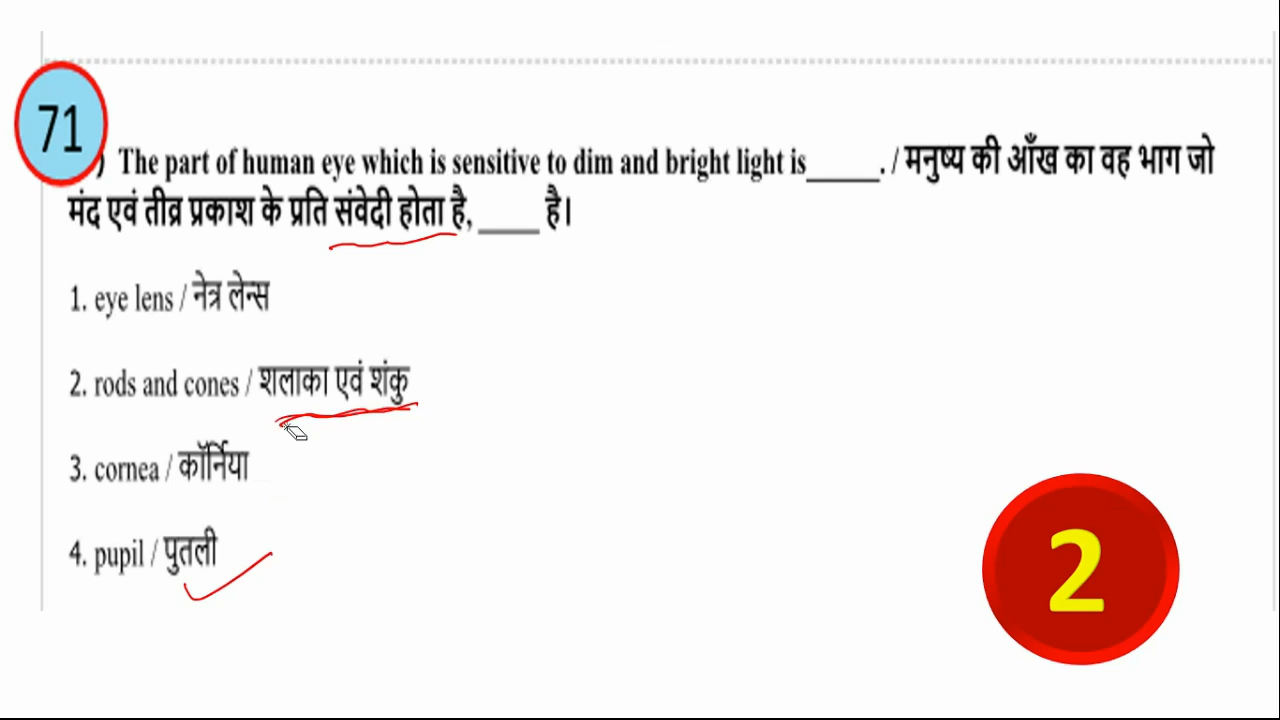 71
) The part of human eye which is sensitive to dim and bright light is_____. / मनुष्य की आँख का वह भाग जो
मंद एवं तीव्र प्रकाश के प्रति संवेदी होता है, ____ है।
1. eye lens / नेत्र लेन्स
2. rods and cones / शलाका एवं शंकु
3. cornea / कॉर्निया
4. pupil / पुतली
2